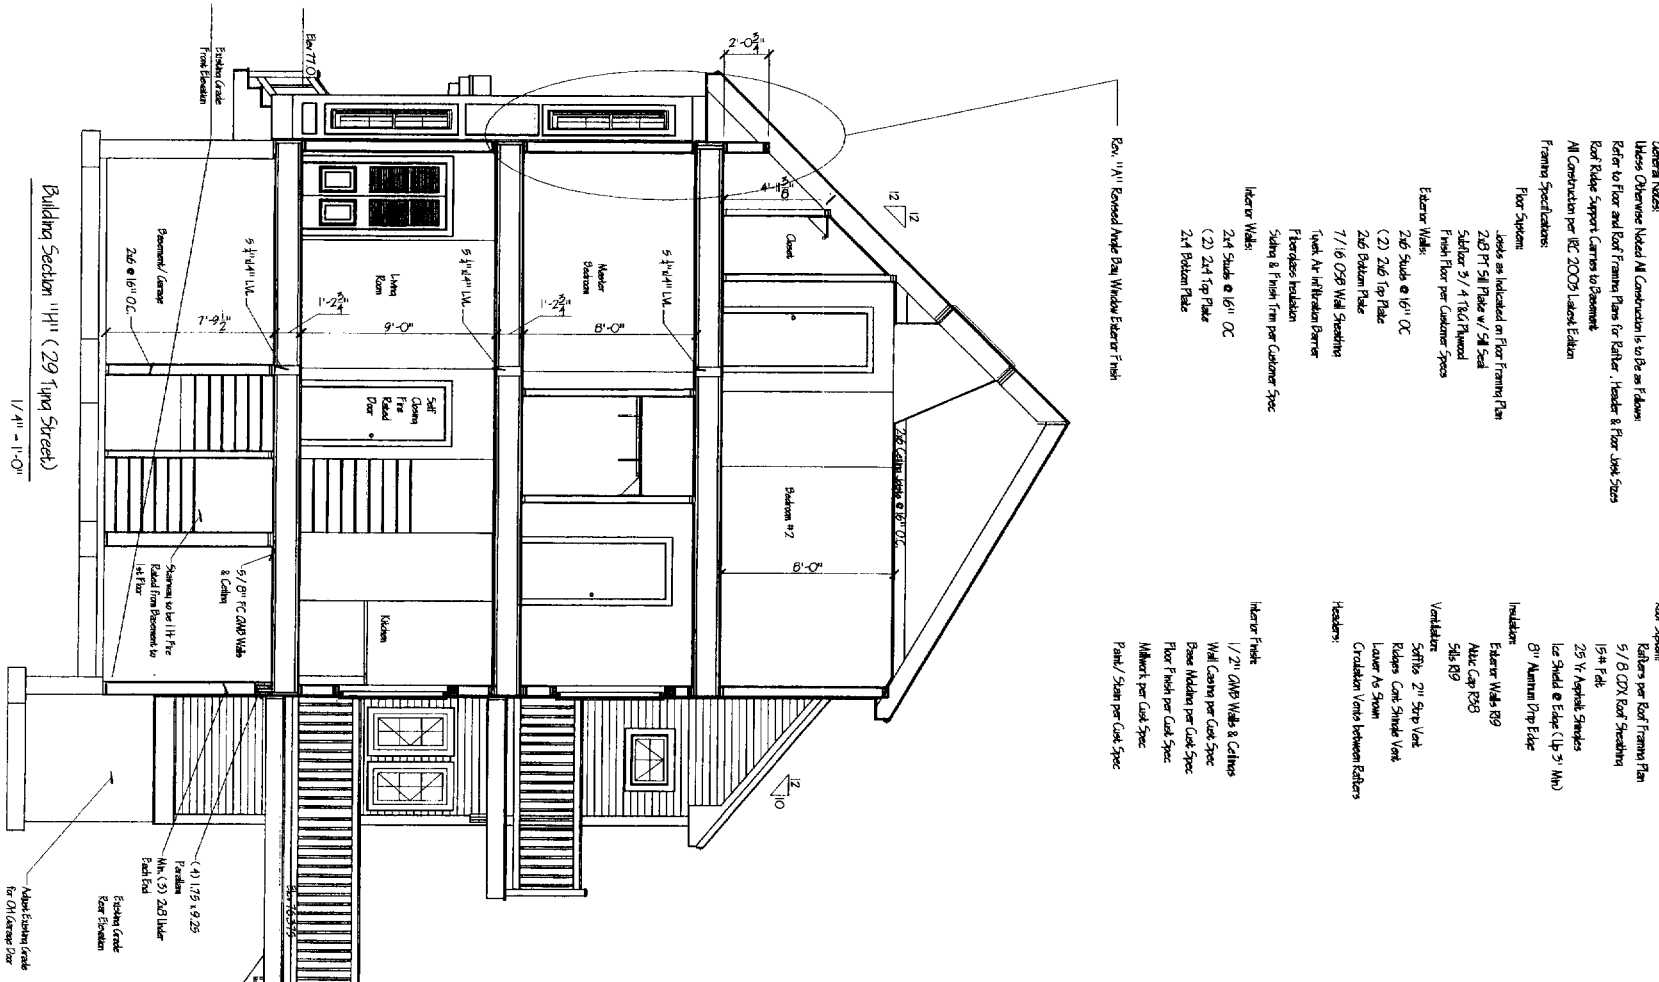 General Notes:
Unless Otherwise Noted All Construction Is to Be as Follows:
Refer to Floor and Roof Framing Plans for Rafter, Header & Floor Joist Sizes
Roof Ridge Support Carries to Basement
All Construction per IRC 2003 Latest Edition
Framing Specifications:
Floor System:
Joists as Indicated on Floor Framing Plan
2x8 PT Sill Plate w/ Sill Seal
Subfloor 3/4 T&G Plywood
Finish Floor per Customer Specs
Exterior Walls:
2x6 Studs @ 16" OC
(2) 2x6 Top Plate
2x6 Bottom Plate
7/16 OSB Wall Sheathing
Tyvek Air Infiltration Barrier
Fiberglass Insulation
Siding & Finish Trim per Customer Spec
Interior Walls:
2x4 Studs @ 16" OC
(2) 2x4 Top Plate
2x4 Bottom Plate
Rafters per Roof Framing Plan
5/8 CDX Roof Sheathing
15# Felt
25 Yr Asphalt Shingles
Ice Shield @ Edge (Up 3' Min)
8" Aluminum Drip Edge
Insulation:
Exterior Walls R19
Attic Cap R38
Sills R19
Ventilation:
Soffits 2" Strip Vent
Ridges Cont Shingle Vent
Louver As Shown
Circulation Vents between Rafters
Headers:
Interior Finish:
1/2" GWB Walls & Ceilings
Wall Casing per Cust Spec
Base Molding per Cust Spec
Floor Finish per Cust Spec
Millwork per Cust Spec
Paint/Stain per Cust Spec
Rev. "A" Revised Angle Bay Window Exterior Finish
12
12
12
10
2'-0 3/4"
Closet
2x6 Ceiling Joists @ 16" O.C.
Bedroom #2
8'-0"
Master
Bedroom
5 1/4"x14" LVL
8'-0"
1'-2 3/4"
Living
Room
5 1/4"x14" LVL
9'-0"
1'-2 3/4"
Self
Closing
Fire
Rated
Door
Kitchen
Elev 77.0
Existing Grade
Front Elevation
Basement/ Garage
2x6 @ 16" O.C.
5 1/4"x14" LVL
7'-9 1/2"
5/8" FC GWB Walls
& Ceiling
Stairway to be 1 Hr Fire
Rated from Basement to
1st Floor
(4) 1.75 x 9.25
Parallam
Min. (3) 2x8 Under
Each End
Existing Grade
Rear Elevation
Adjust Existing Grade
for OH Garage Door
Building Section "H" (29 Tyng Street)
1/4" = 1'-0"